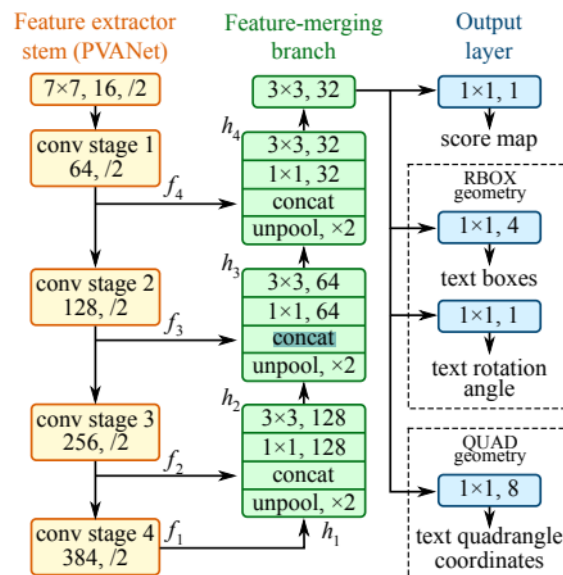 Feature extractor
stem (PVANet)
7×7, 16, /2
conv stage 1
64, /2
f4
conv stage 2
128, /2
f3
conv stage 3
256, /2
f2
conv stage 4
384, /2
f1
Feature-merging
branch
3×3, 32
h4
3×3, 32
1×1, 32
concat
unpool, ×2
h3
3×3, 64
1×1, 64
concat
unpool, ×2
h2
3×3, 128
1×1, 128
concat
unpool, ×2
h1
Output
layer
1×1, 1
score map
RBOX
geometry
1×1, 4
text boxes
1×1, 1
text rotation
angle
QUAD
geometry
1×1, 8
text quadrangle
coordinates